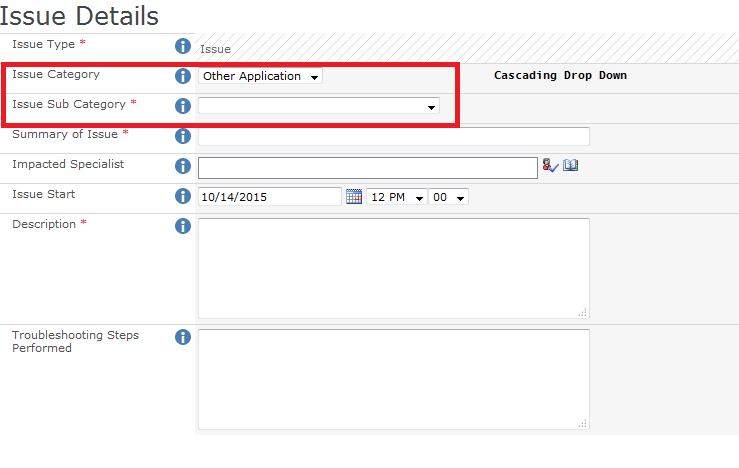 Issue Details
Issue Type *
Issue
Issue Category
Other Application
Cascading Drop Down
Issue Sub Category *
Summary of Issue *
Impacted Specialist
Issue Start
10/14/2015
12 PM
00
Description *
Troubleshooting Steps
Performed